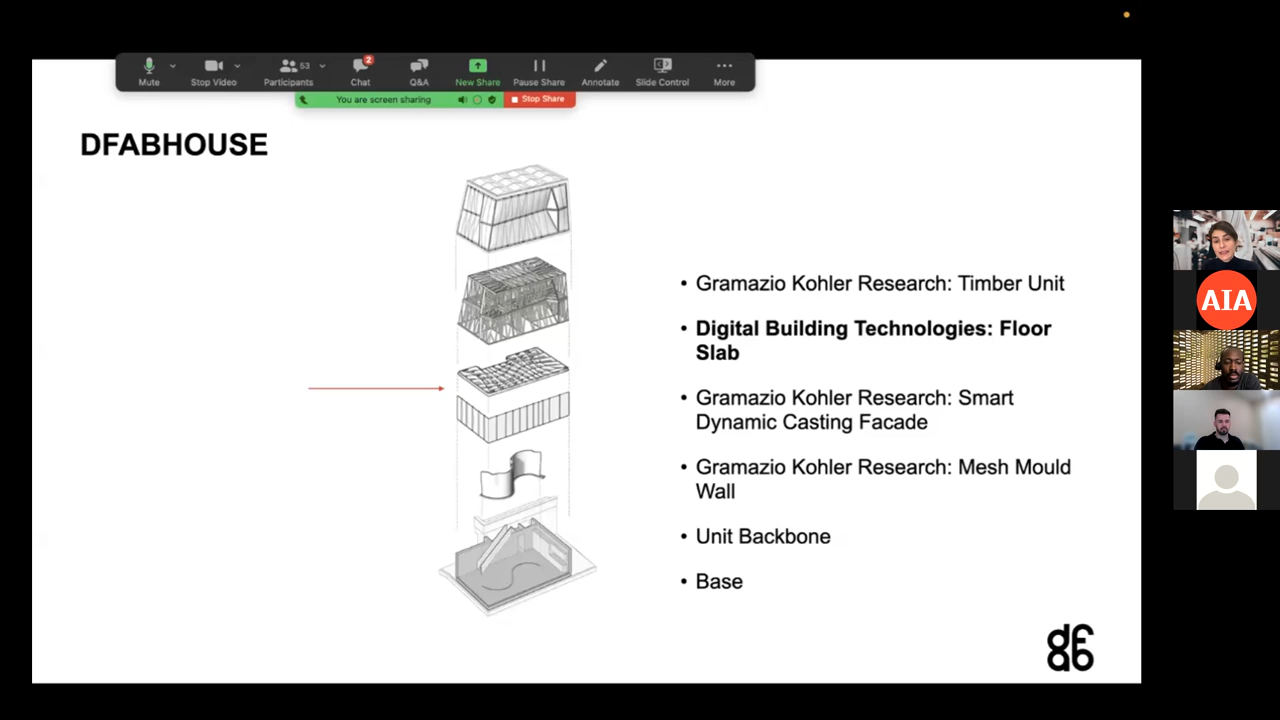 Mute
Stop Video
53
Participants
2
Chat
Q&A
New Share
Pause Share
Annotate
Slide Control
More
You are screen sharing
Stop Share
DFABHOUSE
• Gramazio Kohler Research: Timber Unit
• Digital Building Technologies: Floor
Slab
• Gramazio Kohler Research: Smart
Dynamic Casting Facade
• Gramazio Kohler Research: Mesh Mould
Wall
• Unit Backbone
• Base
dfab
AIA